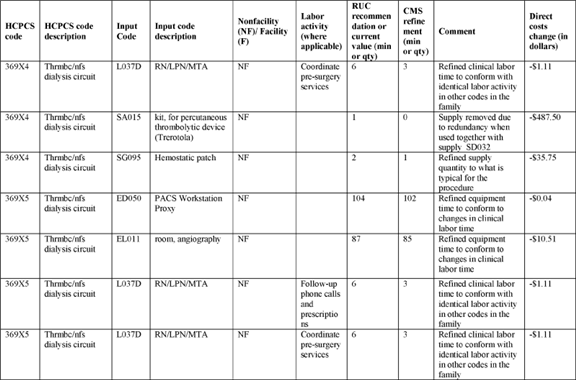 HCPCS code | HCPCS code description | Input Code | Input code description | Nonfacility (NF)/ Facility (F) | Labor activity (where applicable) | RUC recommen dation or current value (min or qty) | CMS refine ment (min or qty) | Comment | Direct costs change (in dollars)
369X4 | Thrmbc/nfs dialysis circuit | L037D | RN/LPN/MTA | NF | Coordinate pre-surgery services | 6 | 3 | Refined clinical labor time to conform with identical labor activity in other codes in the family | -$1.11
369X4 | Thrmbc/nfs dialysis circuit | SA015 | kit, for percutaneous thrombolytic device (Trerotola) | NF | | 1 | 0 | Supply removed due to redundancy when used together with supply SD032 | -$487.50
369X4 | Thrmbc/nfs dialysis circuit | SG095 | Hemostatic patch | NF | | 2 | 1 | Refined supply quantity to what is typical for the procedure | -$35.75
369X5 | Thrmbc/nfs dialysis circuit | ED050 | PACS Workstation Proxy | NF | | 104 | 102 | Refined equipment time to conform to changes in clinical labor time | -$0.04
369X5 | Thrmbc/nfs dialysis circuit | EL011 | room, angiography | NF | | 87 | 85 | Refined equipment time to conform to changes in clinical labor time | -$10.51
369X5 | Thrmbc/nfs dialysis circuit | L037D | RN/LPN/MTA | NF | Follow-up phone calls and prescriptio ns | 6 | 3 | Refined clinical labor time to conform with identical labor activity in other codes in the family | -$1.11
369X5 | Thrmbc/nfs dialysis circuit | L037D | RN/LPN/MTA | NF | Coordinate pre-surgery services | 6 | 3 | Refined clinical labor time to conform with identical labor activity in other codes in the family | -$1.11